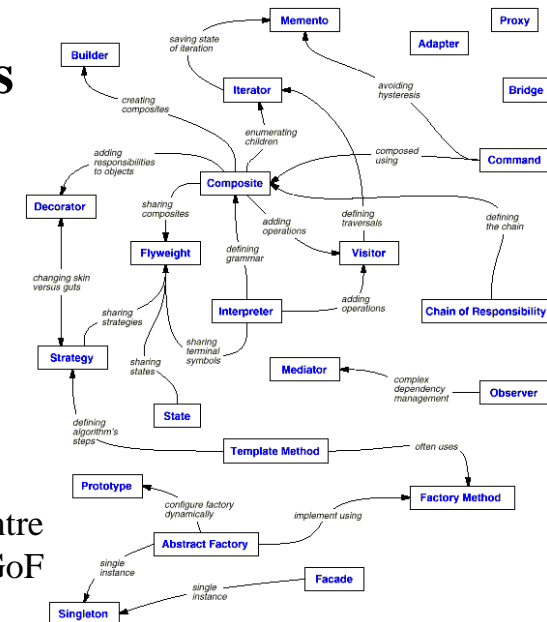 Memento
Proxy
saving state
of iteration
Adapter
Builder
s
Iterator
avoiding
hysteresis
Bridge
creating
composites
enumerating
children
adding
responsibilities
to objects
composed
using
Command
Composite
Decorator
sharing
composites
adding
operations
defining
traversals
defining
the chain
Flyweight
defining
grammar
Visitor
changing skin
versus guts
adding
operations
sharing
strategies
Interpreter
Chain of Responsibility
sharing
terminal
symbols
Strategy
sharing
states
Mediator
complex
dependency
management
Observer
State
defining
algorithm's
steps
Template Method
often uses
Prototype
Factory Method
configure factory
dynamically
implement using
ntre
Abstract Factory
GoF
single
instance
Facade
single
instance
Singleton